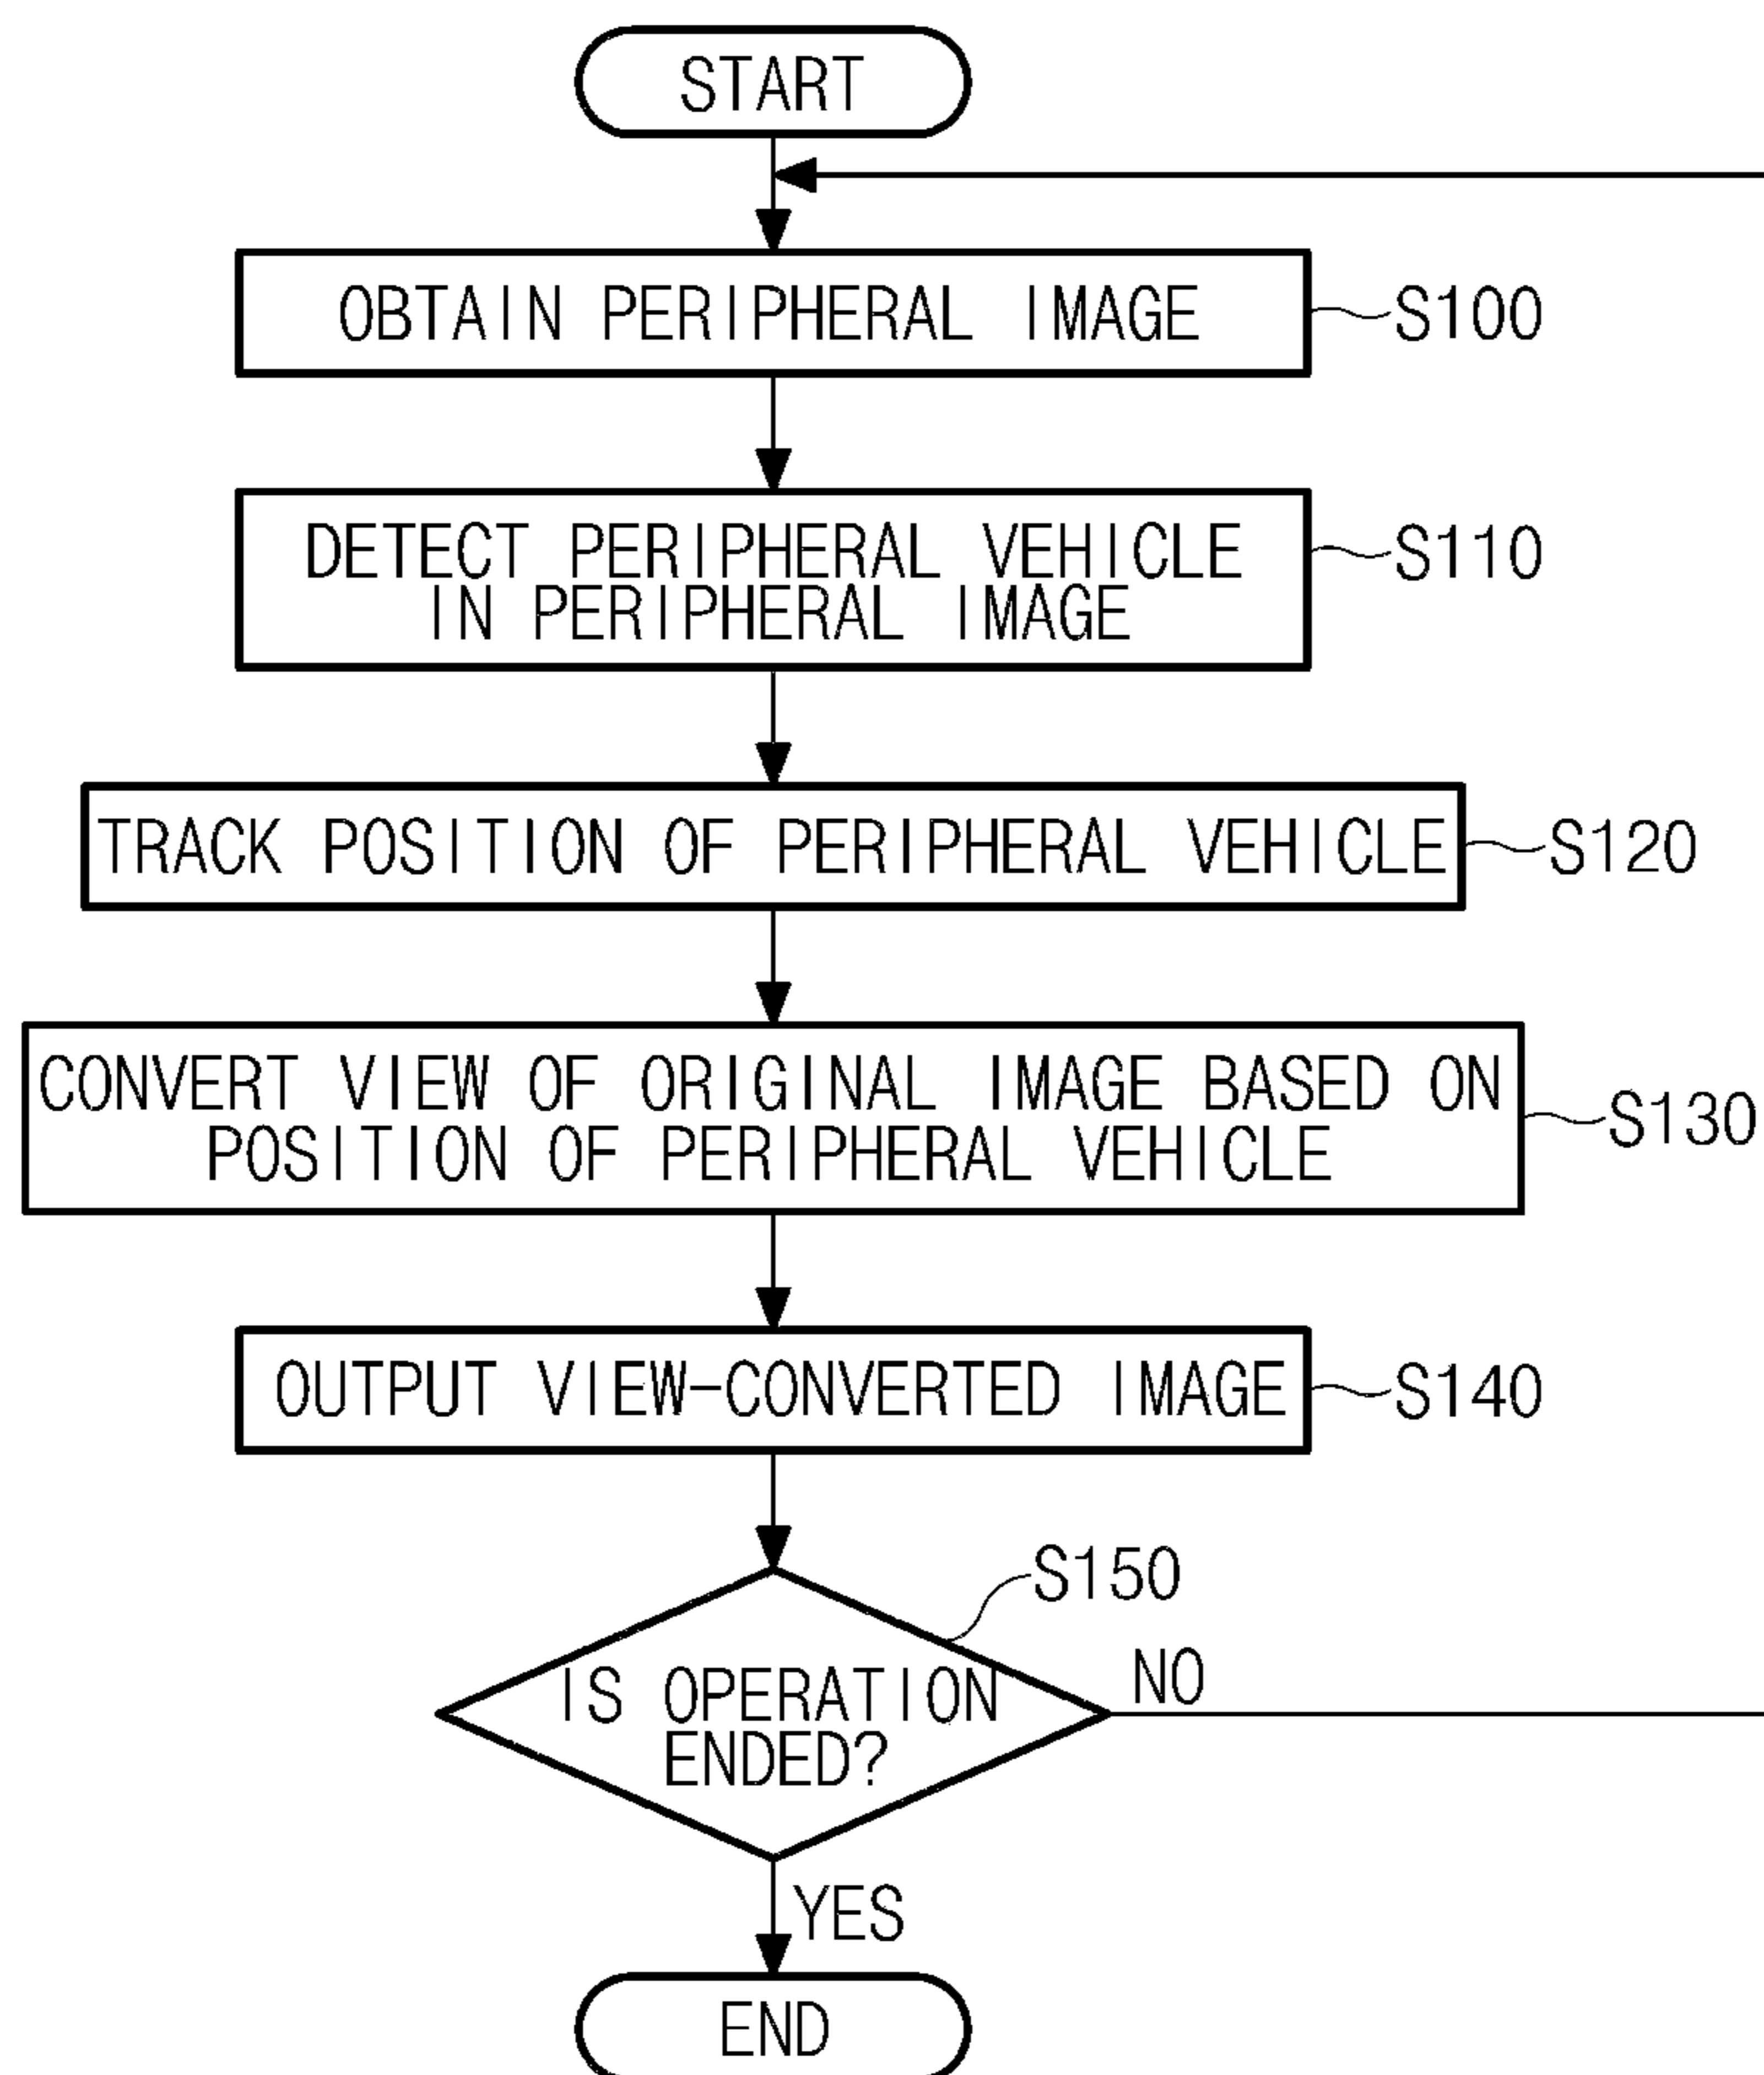 START
OBTAIN PERIPHERAL IMAGE
S100
DETECT PERIPHERAL VEHICLE
IN PERIPHERAL IMAGE
S110
TRACK POSITION OF PERIPHERAL VEHICLE
S120
CONVERT VIEW OF ORIGINAL IMAGE BASED ON
POSITION OF PERIPHERAL VEHICLE
S130
OUTPUT VIEW-CONVERTED IMAGE
S140
S150
IS OPERATION
ENDED?
NO
YES
END